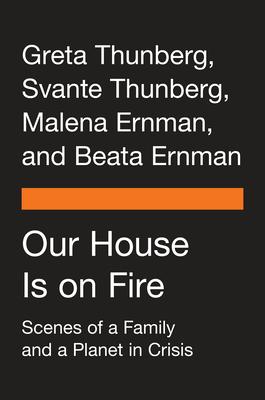 Greta Thunberg,
Svante Thunberg,
Malena Ernman,
and Beata Ernman
Our House
Is on Fire
Scenes of a Family
and a Planet in Crisis